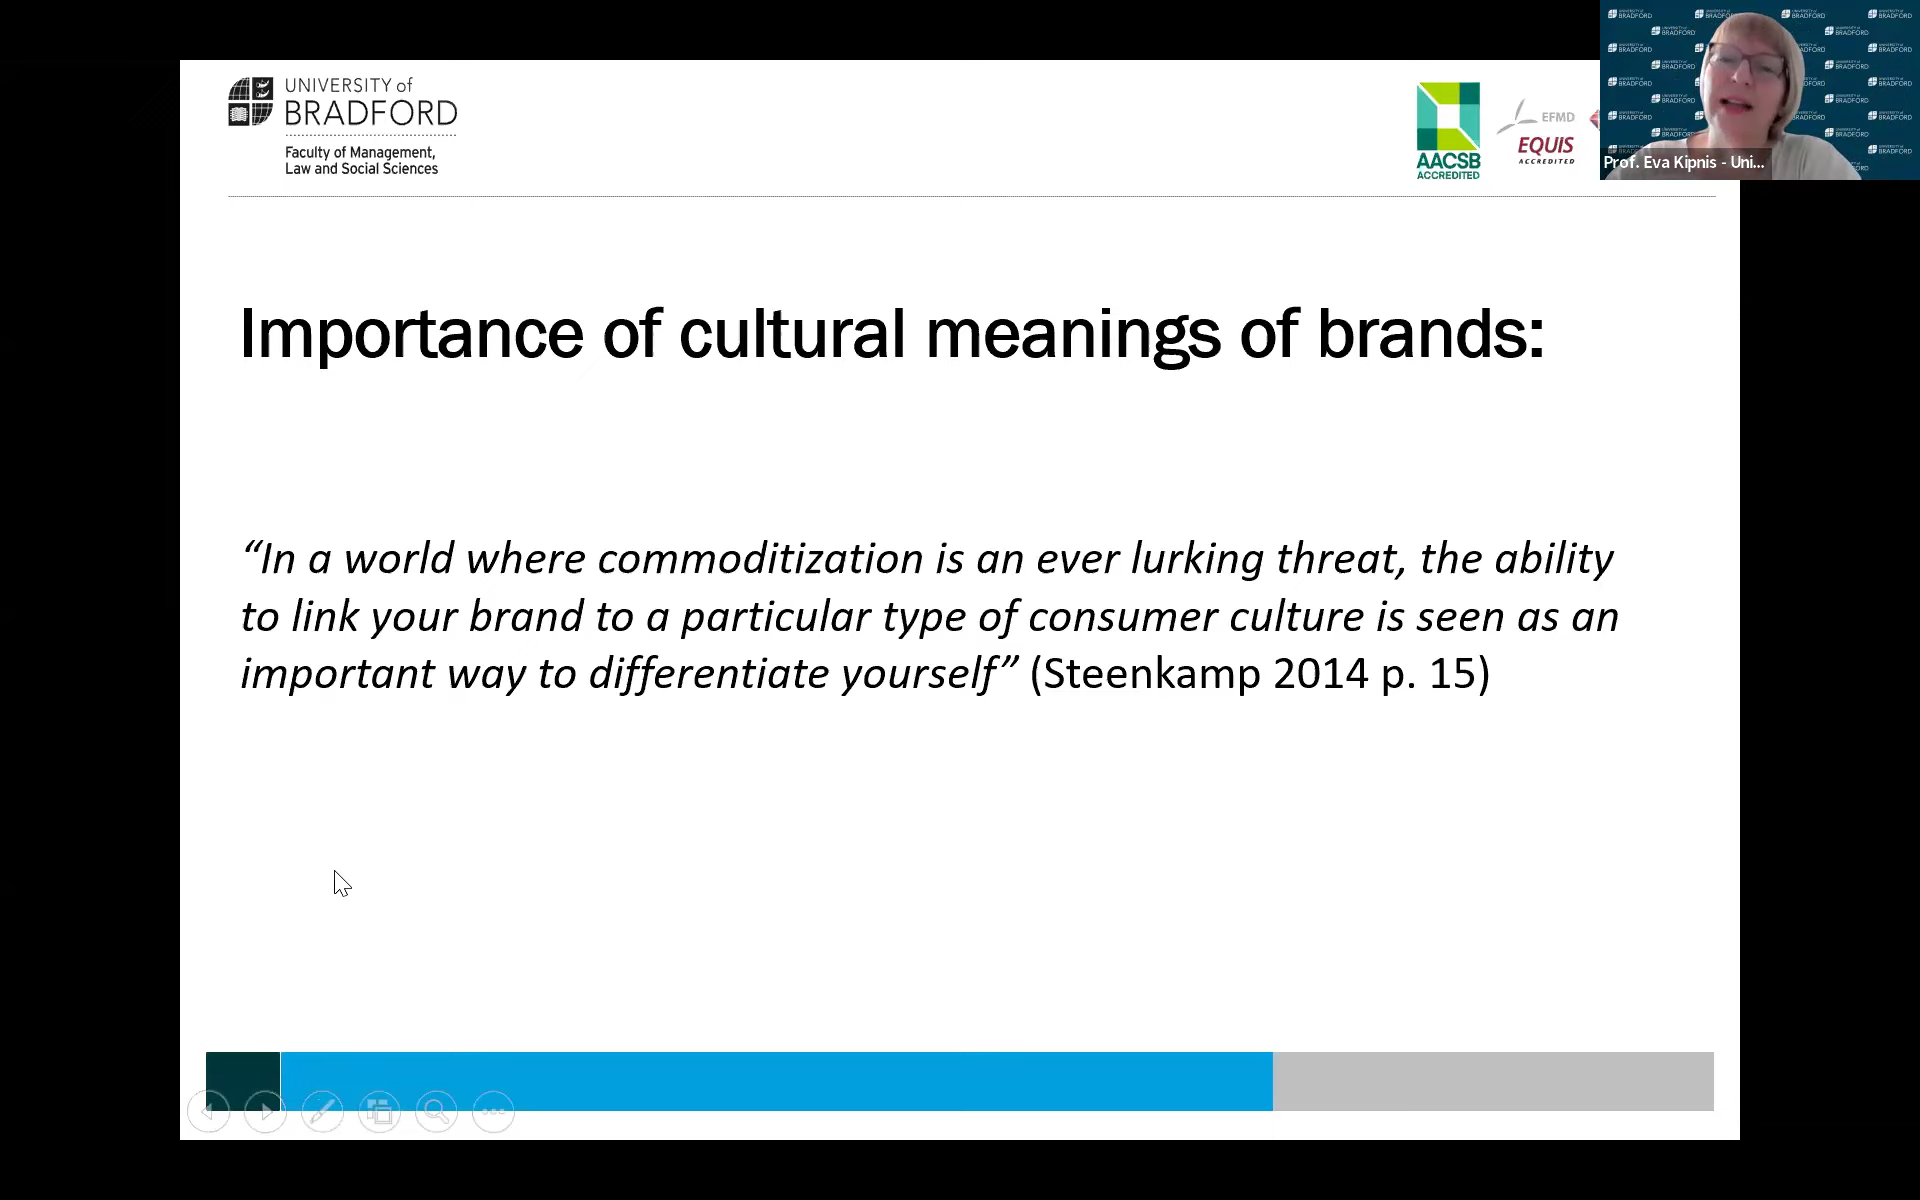 UNIVERSITY of
BRADFORD
Faculty of Management,
Law and Social Sciences
AACSB
ACCREDITED
EFMD
EQUIS
ACCREDITED
Prof. Eva Kipnis - Uni...
Importance of cultural meanings of brands:
“In a world where commoditization is an ever lurking threat, the ability
to link your brand to a particular type of consumer culture is seen as an
important way to differentiate yourself” (Steenkamp 2014 p. 15)